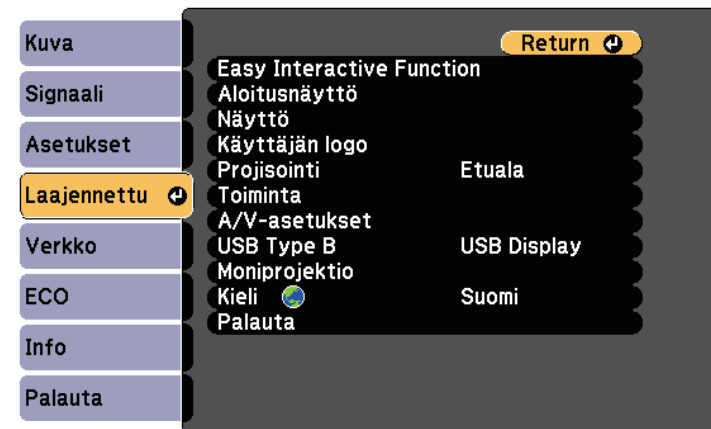 Kuva
Signaali
Asetukset
Laajennettu
Verkko
ECO
Info
Palauta
Return
Easy Interactive Function
Aloitusnäyttö
Näyttö
Käyttäjän logo
Projisointi Etuala
Toiminta
A/V-asetukset
USB Type B USB Display
Moniprojektio
Kieli Suomi
Palauta